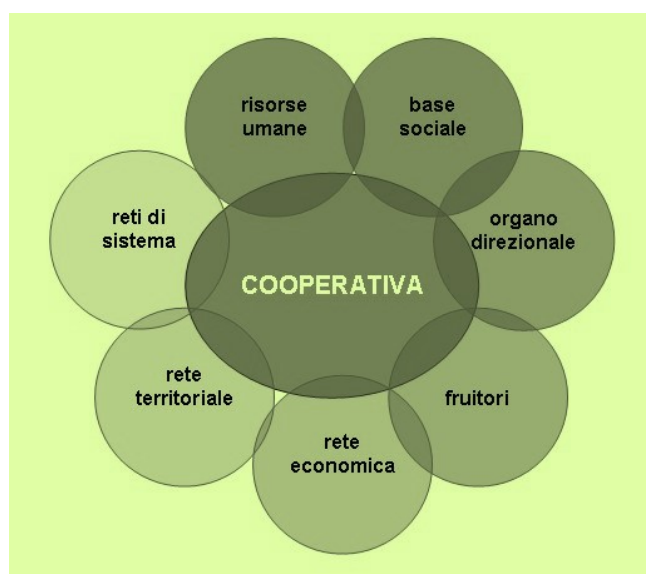 risorse
umane
base
sociale
reti di
sistema
organo
direzionale
COOPERATIVA
rete
territoriale
fruitori
rete
economica